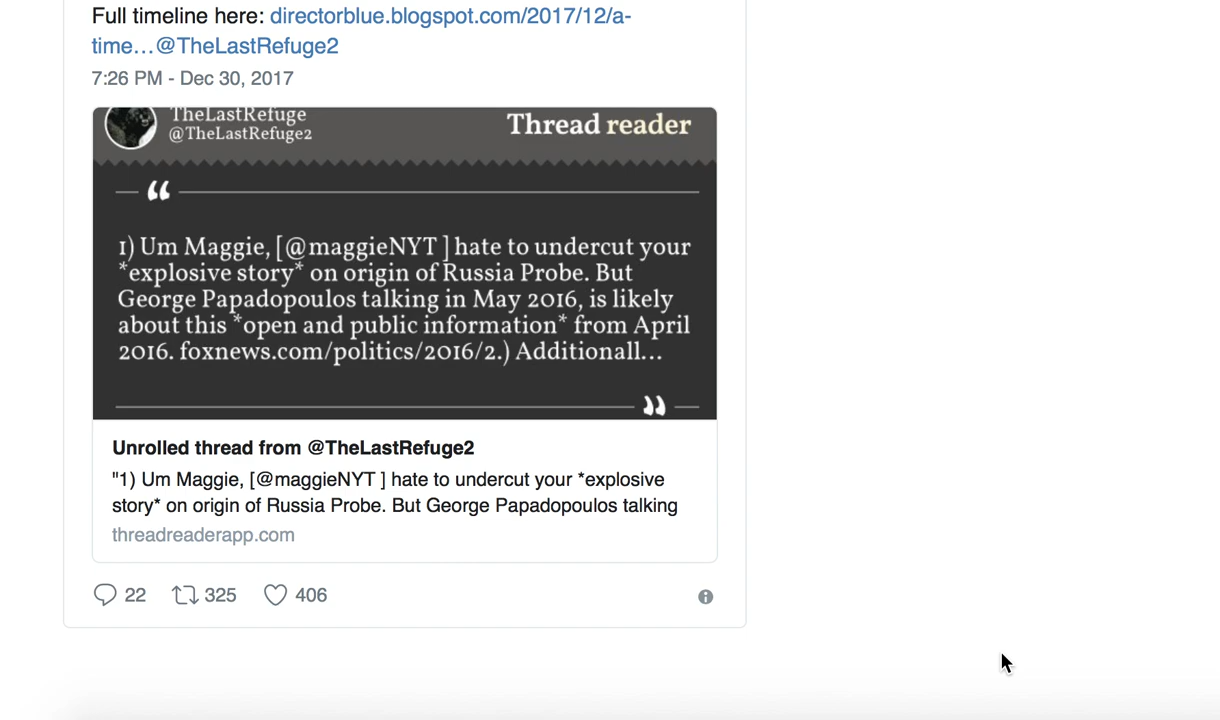 Full timeline here: directorblue.blogspot.com/2017/12/a-
time…@TheLastRefuge2
7:26 PM - Dec 30, 2017
TheLastRefuge
@TheLastRefuge2
Thread reader
“
1) Um Maggie, [@maggieNYT ] hate to undercut your
*explosive story* on origin of Russia Probe. But
George Papadopoulos talking in May 2016, is likely
about this *open and public information* from April
2016. foxnews.com/politics/2016/2.) Additionall…
”
Unrolled thread from @TheLastRefuge2
"1) Um Maggie, [@maggieNYT ] hate to undercut your *explosive
story* on origin of Russia Probe. But George Papadopoulos talking
threadreaderapp.com
22 325 406